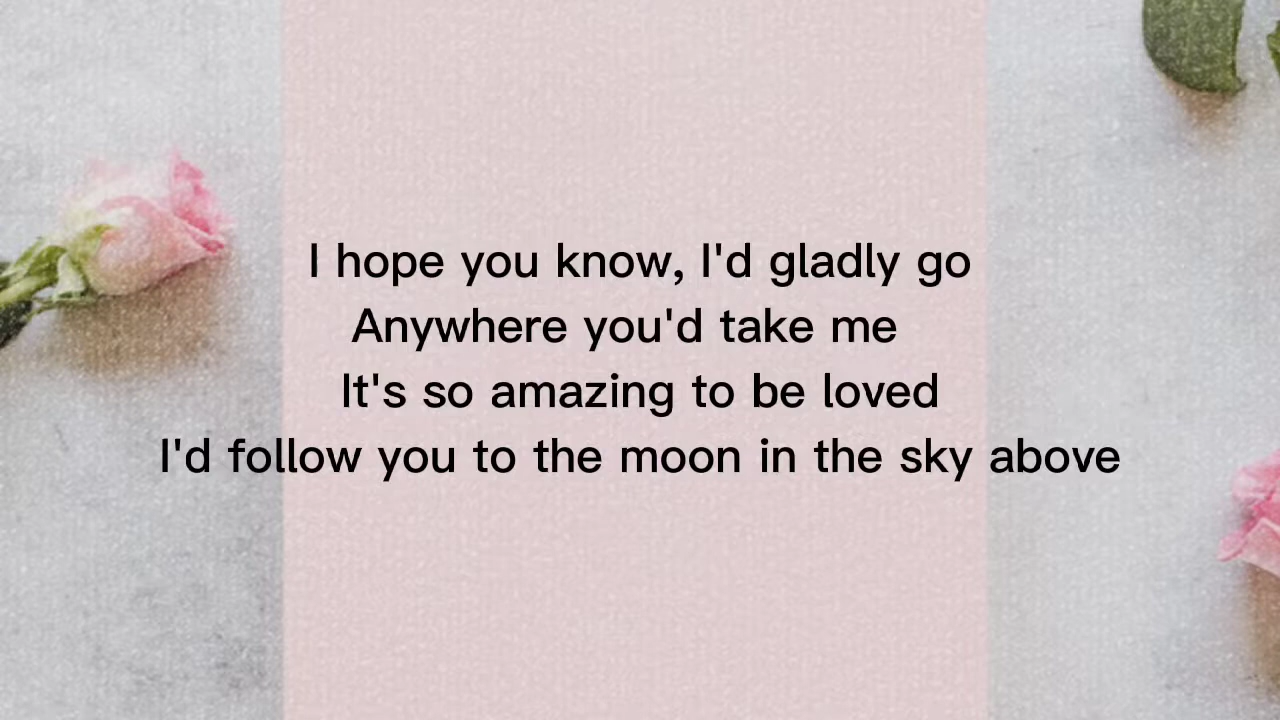 I hope you know, I'd gladly go
Anywhere you'd take me
It's so amazing to be loved
I'd follow you to the moon in the sky above